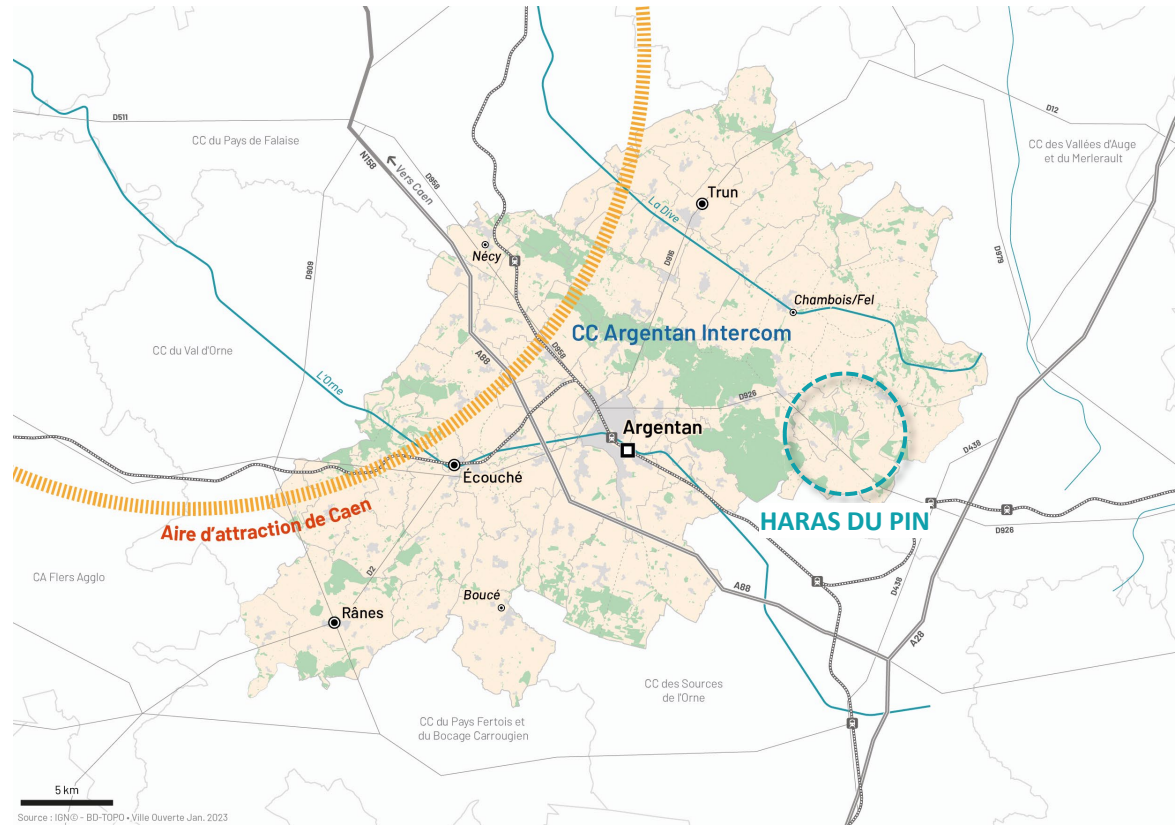 D511
CC du Pays de Falaise
N158
Vers Caen
D958
D12
CC des Vallées d'Auge
et du Merlerault
Trun
La Dive
D916
D909
Nécy
D979
Chambois/Fel
CC Argentan Intercom
CC du Val d'Orne
L'Orne
A88
D958
D926
Argentan
D438
Écouché
HARAS DU PIN
Aire d'attraction de Caen
D926
CA Flers Agglo
D2
Boucé
A88
D438
Rânes
A28
CC des Sources
de l'Orne
CC du Pays Fertois et
du Bocage Carrougien
5 km
Source : IGN© - BD-TOPO • Ville Ouverte Jan. 2023